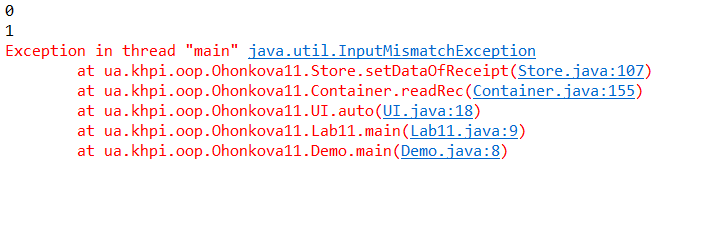 0
1
Exception in thread "main" java.util.InputMismatchException
at ua.khpi.oop.Ohonkova11.Store.setDataOfReceipt(Store.java:107)
at ua.khpi.oop.Ohonkova11.Container.readRec(Container.java:155)
at ua.khpi.oop.Ohonkova11.UI.auto(UI.java:18)
at ua.khpi.oop.Ohonkova11.Lab11.main(Lab11.java:9)
at ua.khpi.oop.Ohonkova11.Demo.main(Demo.java:8)